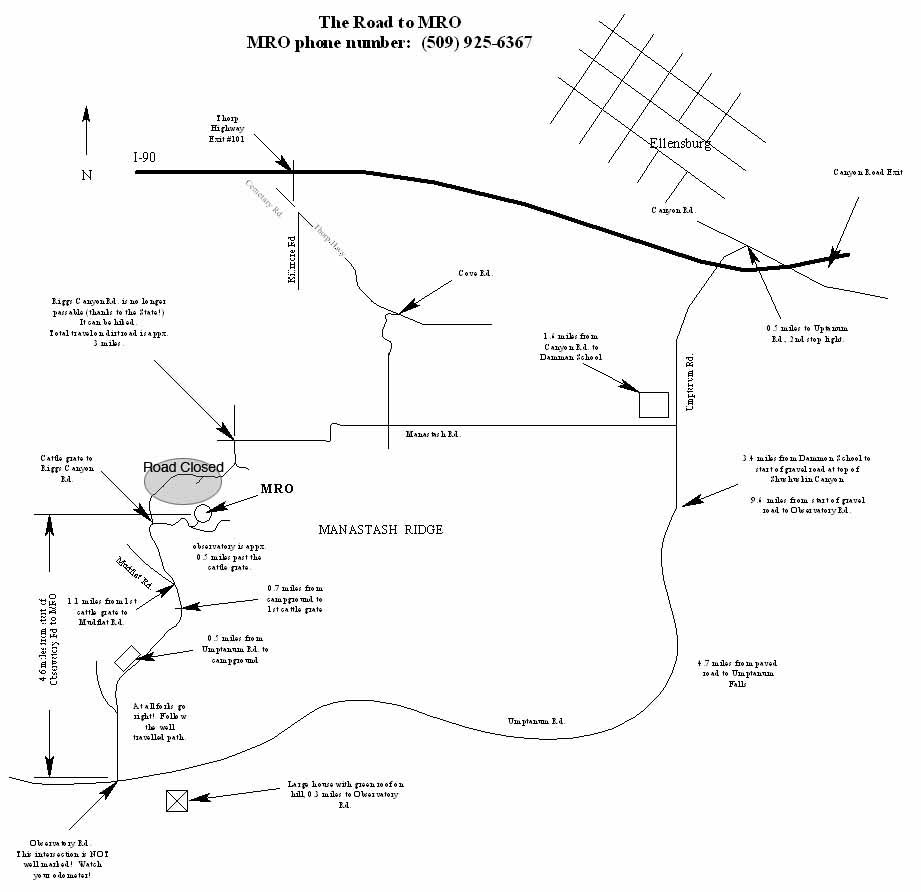 The Road to MRO
MRO phone number: (509) 925-6367
Thorp
Highway
Exit #101
I-90
N
Ellensburg
Canyon Road Exit
Canyon Rd.
Cemetary Rd.
Thorp Hwy
Killmore Rd
Cove Rd.
Riggs Canyon Rd. is no longer
passable (thanks to the State!)
It can be hiked.
Total travel on dirt road is appx.
3 miles.
0.5 miles to Uptanum
Rd., 2nd stop light.
1.6 miles from
Canyon Rd. to
Damman School
Umptanum Rd.
Manastash Rd.
Cattle grate to
Riggs Canyon
Rd.
Road Closed
MRO
3.4 miles from Dammon School to
start of gravel road at top of
Shushuskin Canyon
9.6 miles from start of gravel
road to Observatory Rd.
MANASTASH RIDGE
observatory is appx.
0.5 miles past the
cattle grate.
Mudflat Rd.
0.7 miles from
campground to
1st cattle grate
1.1 miles from 1st
cattle grate to
Mudflat Rd.
4.6 miles from start of
Observatory Rd to MRO
0.5 miles from
Umptanum Rd. to
campground
4.7 miles from paved
road to Umptanum
Falls
At all forks go
right! Follow
the well
travelled path.
Umptanum Rd.
Large house with green roof on
hill, 0.3 miles to Observatory
Rd.
Observatory Rd.
This intersection is NOT
well marked! Watch
your odometer!